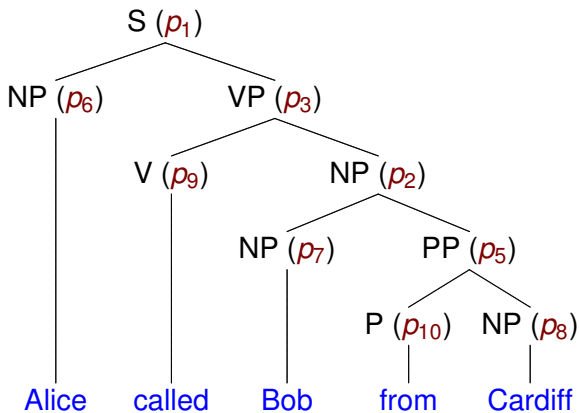 S (p1)
NP (p6) VP (p3)
V (p9) NP (p2)
NP (p7) PP (p5)
P (p10) NP (p8)
Alice called Bob from Cardiff